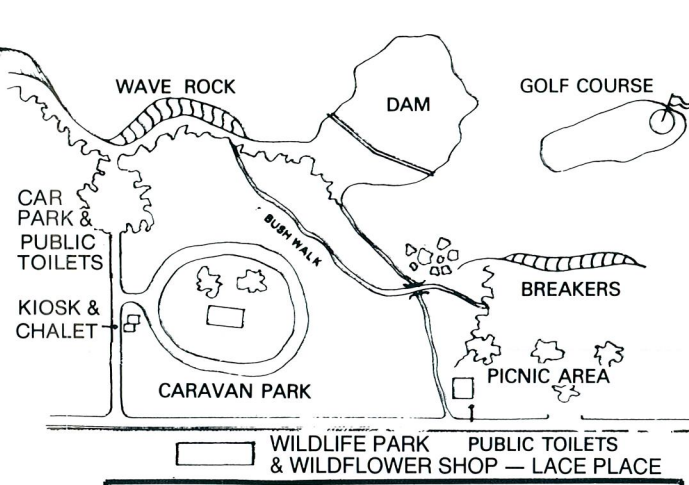 WAVE ROCK
DAM
GOLF COURSE
CAR
PARK &
PUBLIC
TOILETS
BUSH WALK
KIOSK &
CHALET
BREAKERS
CARAVAN PARK
PICNIC AREA
WILDLIFE PARK
& WILDFLOWER SHOP — LACE PLACE
PUBLIC TOILETS